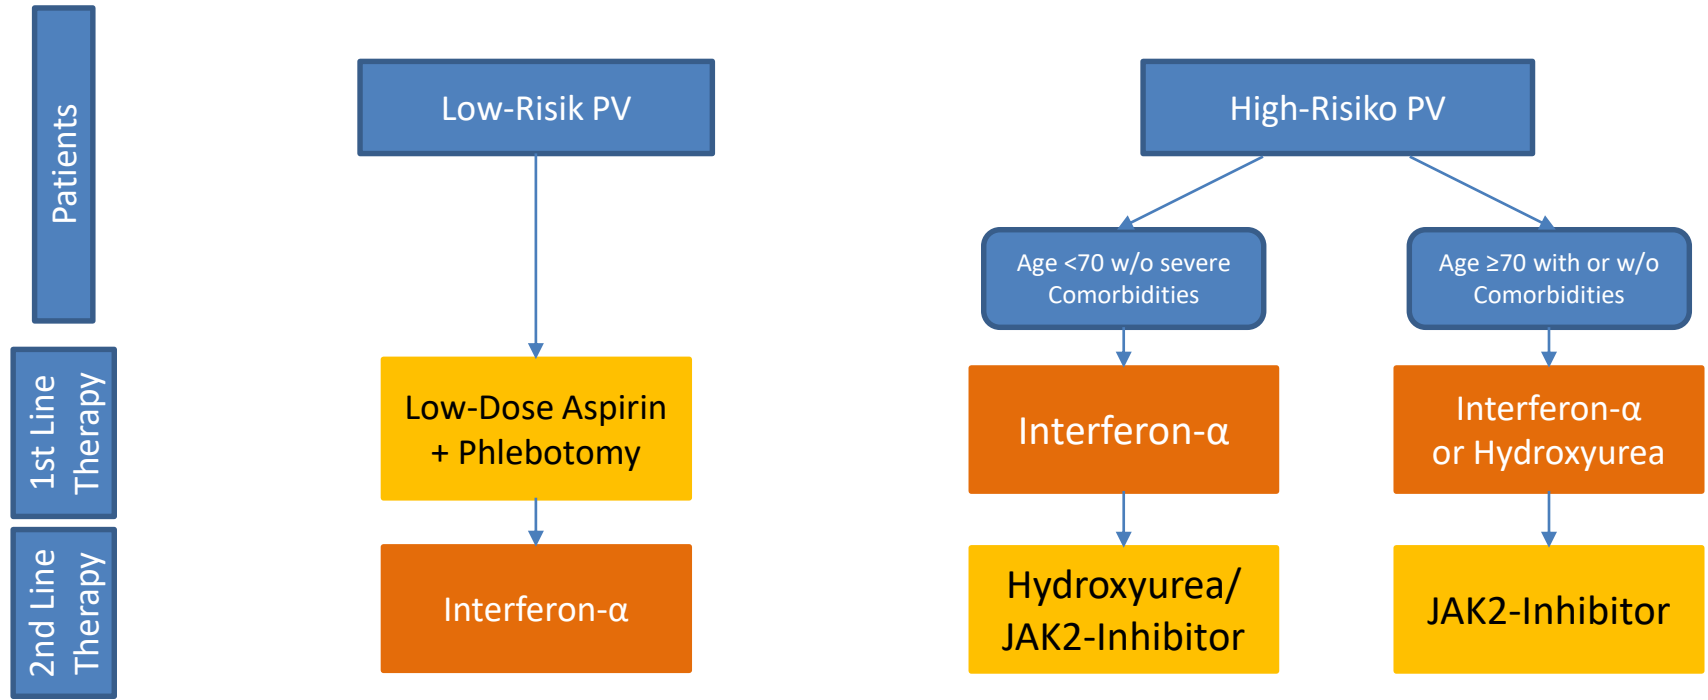 Patients
Low-Risik PV
High-Risiko PV
Age <70 w/o severe
Comorbidities
Age ≥70 with or w/o
Comorbidities
1st Line
Therapy
Low-Dose Aspirin
+ Phlebotomy
Interferon-α
Interferon-α
or Hydroxyurea
2nd Line
Therapy
Interferon-α
Hydroxyurea/
JAK2-Inhibitor
JAK2-Inhibitor